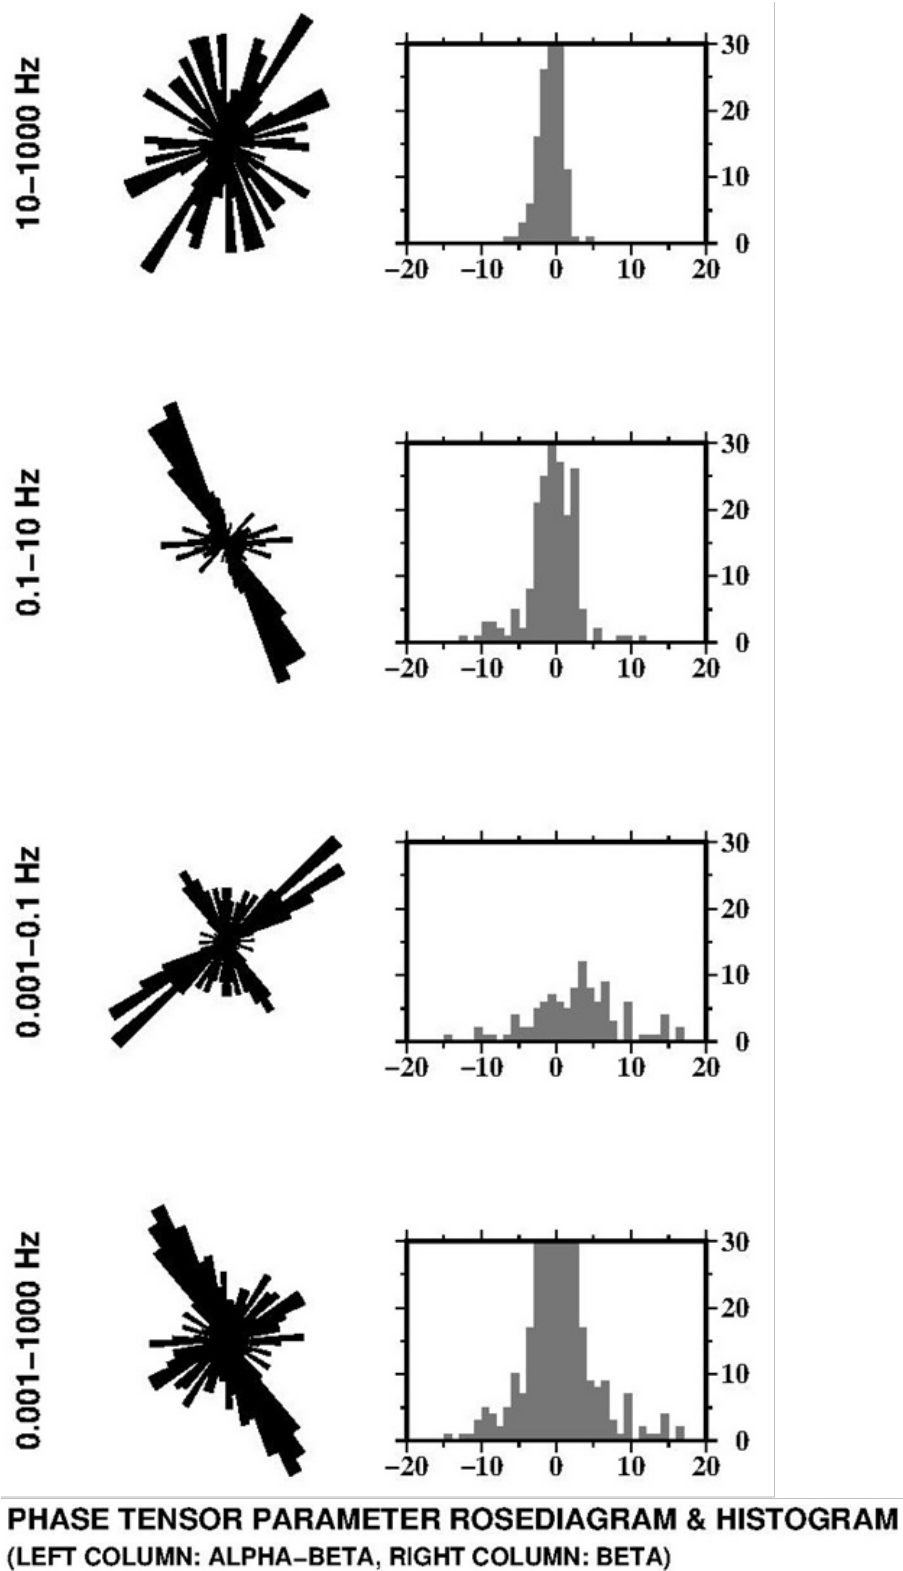 10−1000 Hz
30
20
10
0
−20 −10 0 10 20
0.1−10 Hz
30
20
10
0
−20 −10 0 10 20
0.001−0.1 Hz
30
20
10
0
−20 −10 0 10 20
0.001−1000 Hz
30
20
10
0
−20 −10 0 10 20
PHASE TENSOR PARAMETER ROSEDIAGRAM & HISTOGRAM
(LEFT COLUMN: ALPHA−BETA, RIGHT COLUMN: BETA)